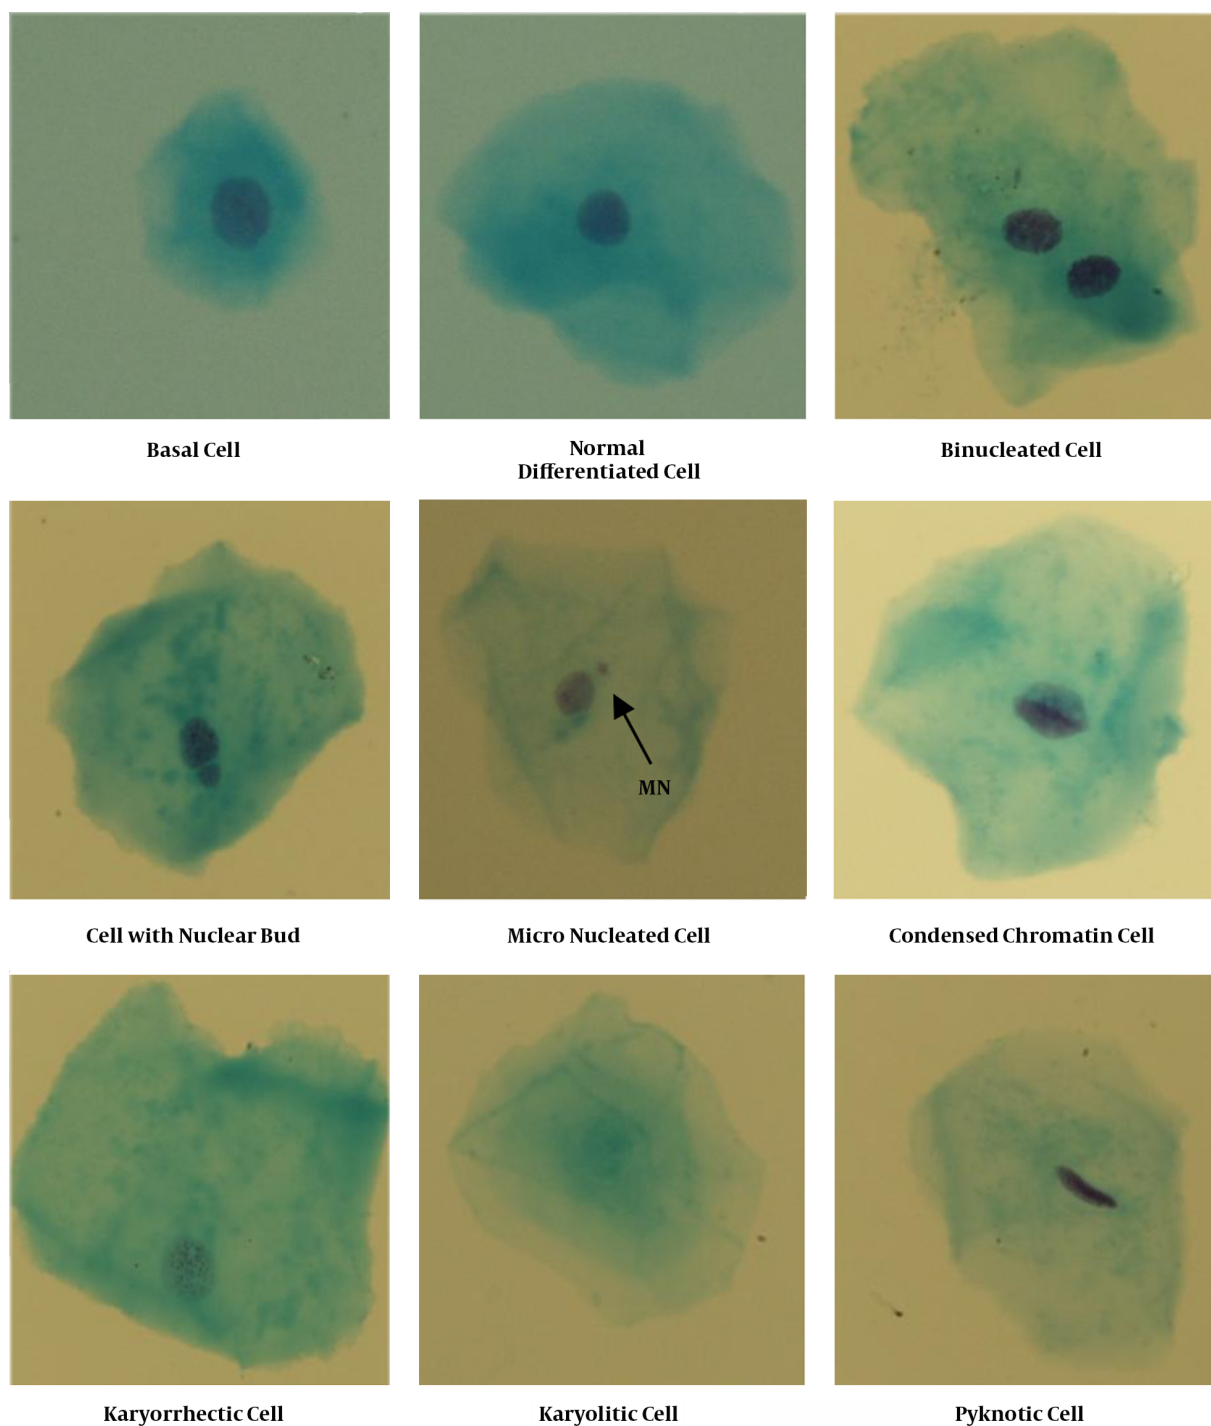 Basal Cell
Normal
Differentiated Cell
Binucleated Cell
MN
Cell with Nuclear Bud
Micro Nucleated Cell
Condensed Chromatin Cell
Karyorrhectic Cell
Karyolitic Cell
Pyknotic Cell